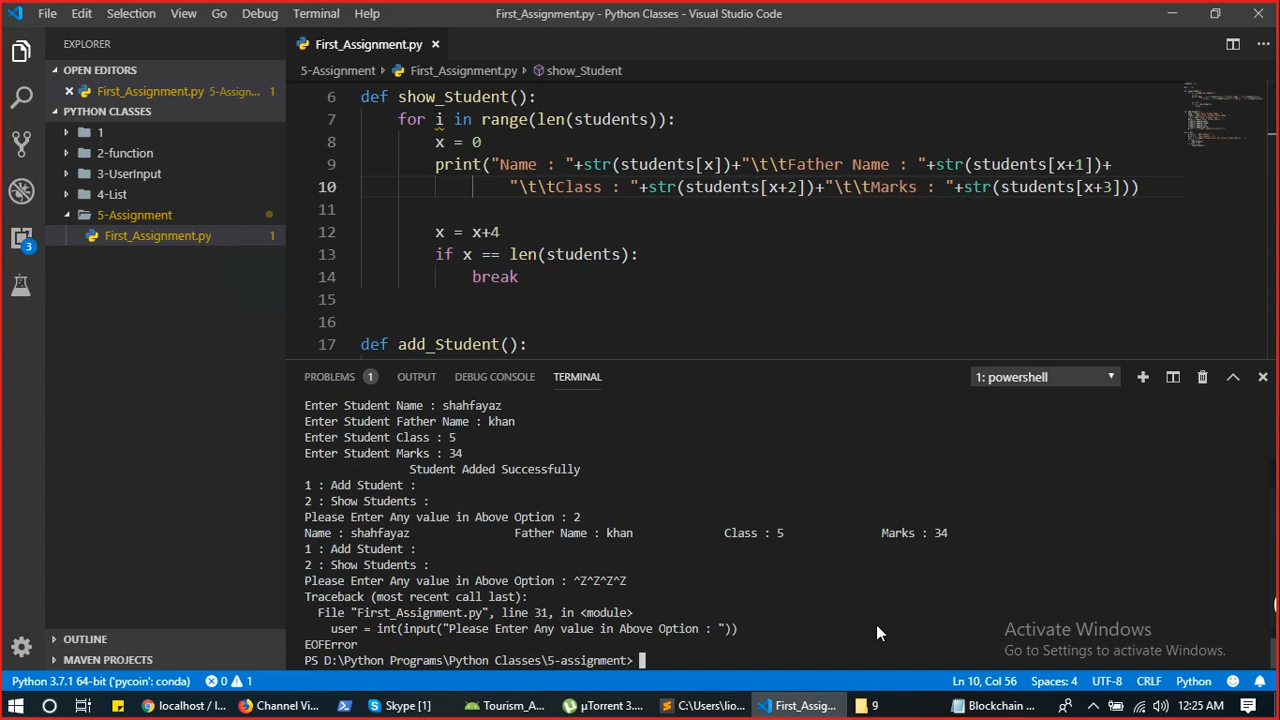 File Edit Selection View Go Debug Terminal Help First_Assignment.py - Python Classes - Visual Studio Code
EXPLORER
OPEN EDITORS
First_Assignment.py 5-Assign... 1
PYTHON CLASSES
1
2-function
3-UserInput
4-List
5-Assignment
First_Assignment.py 1
OUTLINE
MAVEN PROJECTS
3
First_Assignment.py
5-Assignment First_Assignment.py show_Student
6 def show_Student():
7 for i in range(len(students)):
8 x = 0
9 print("Name : "+str(students[x])+"\t\tFather Name : "+str(students[x+1])+
10 "\t\tClass : "+str(students[x+2])+"\t\tMarks : "+str(students[x+3]))
11
12 x = x+4
13 if x == len(students):
14 break
15
16
17 def add_Student():
PROBLEMS 1 OUTPUT DEBUG CONSOLE TERMINAL 1: powershell
Enter Student Name : shahfayaz
Enter Student Father Name : khan
Enter Student Class : 5
Enter Student Marks : 34
Student Added Successfully
1 : Add Student :
2 : Show Students :
Please Enter Any value in Above Option : 2
Name : shahfayaz Father Name : khan Class : 5 Marks : 34
1 : Add Student :
2 : Show Students :
Please Enter Any value in Above Option : ^Z^Z^Z^Z
Traceback (most recent call last):
File "First_Assignment.py", line 31, in <module>
user = int(input("Please Enter Any value in Above Option : "))
EOFError
PS D:\Python Programs\Python Classes\5-assignment>
Activate Windows
Go to Settings to activate Windows.
Python 3.7.1 64-bit ('pycoin': conda) 0 1 Ln 10, Col 56 Spaces: 4 UTF-8 CRLF Python
localhost / l... Channel Vi... Skype [1] Tourism_A... µTorrent 3.... C:\Users\lio... First_Assig... 9 Blockchain ... 12:25 AM